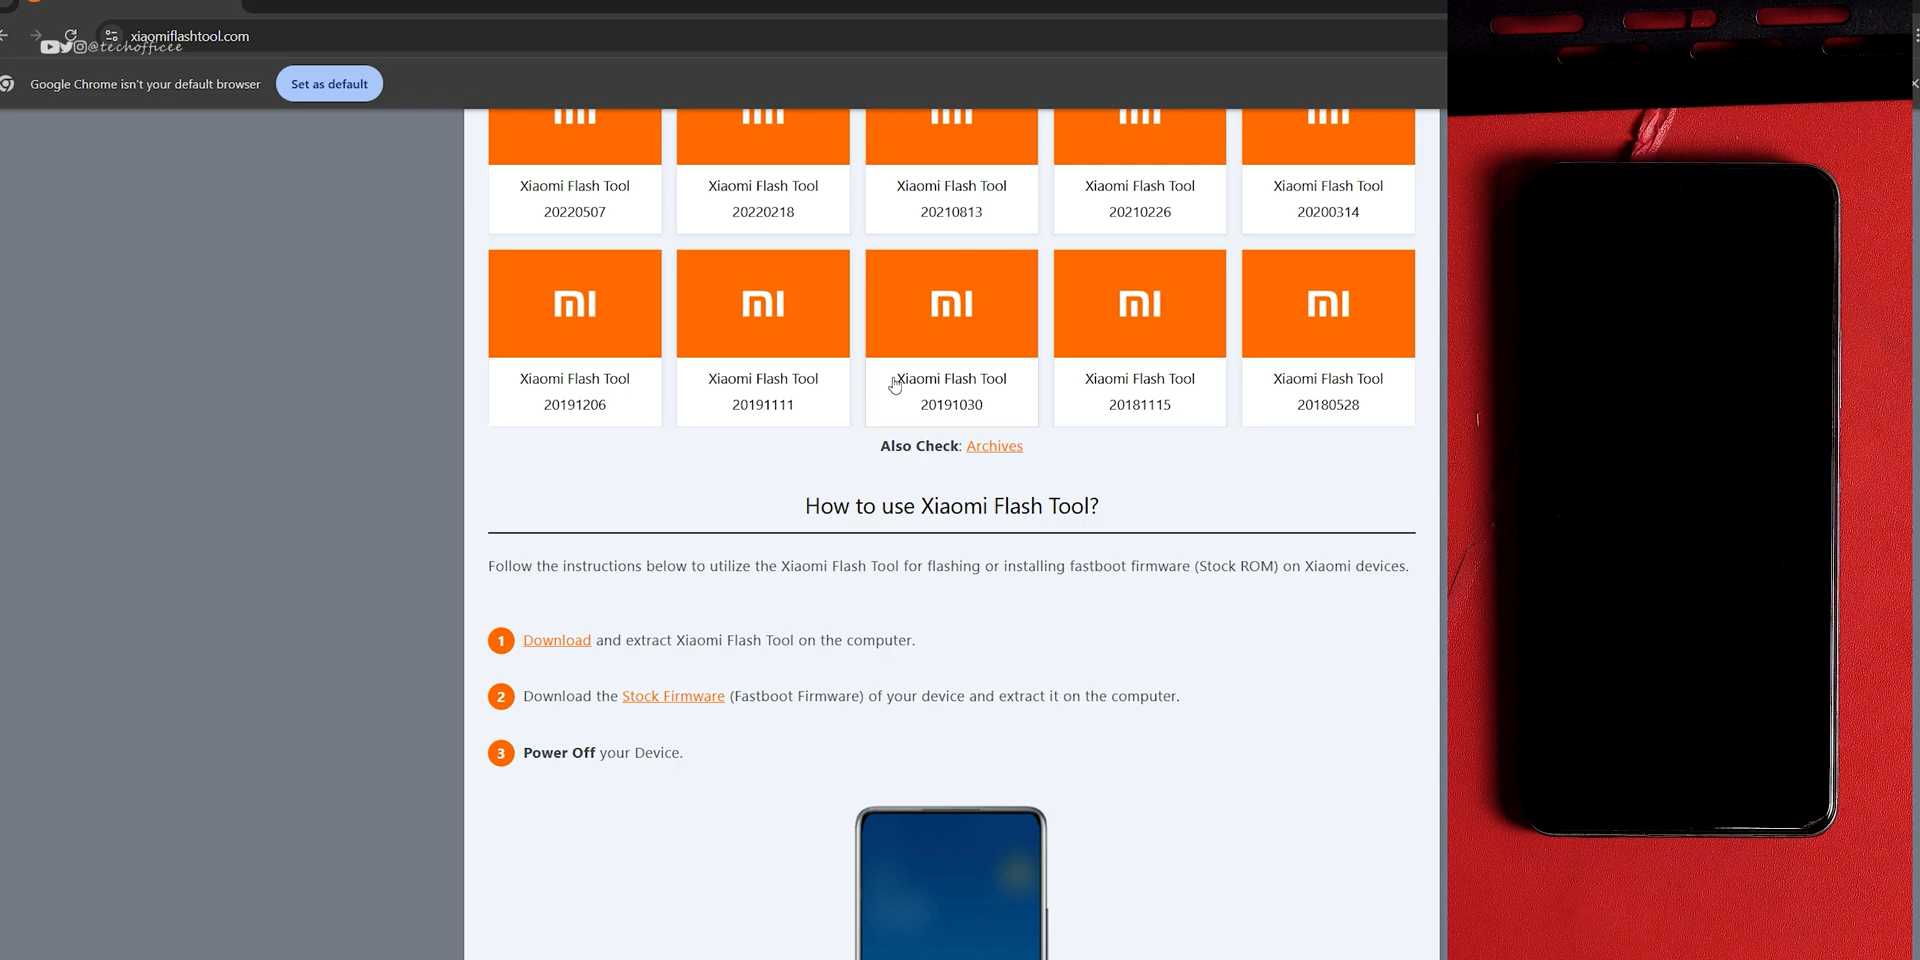 xiaomiflashtool.com
@techofficee
Google Chrome isn't your default browser
Set as default
Xiaomi Flash Tool
20220507
Xiaomi Flash Tool
20220218
Xiaomi Flash Tool
20210813
Xiaomi Flash Tool
20210226
Xiaomi Flash Tool
20200314
mi
mi
mi
mi
mi
Xiaomi Flash Tool
20191206
Xiaomi Flash Tool
20191111
Xiaomi Flash Tool
20191030
Xiaomi Flash Tool
20181115
Xiaomi Flash Tool
20180528
Also Check: Archives
How to use Xiaomi Flash Tool?
Follow the instructions below to utilize the Xiaomi Flash Tool for flashing or installing fastboot firmware (Stock ROM) on Xiaomi devices.
1 Download and extract Xiaomi Flash Tool on the computer.
2 Download the Stock Firmware (Fastboot Firmware) of your device and extract it on the computer.
3 Power Off your Device.